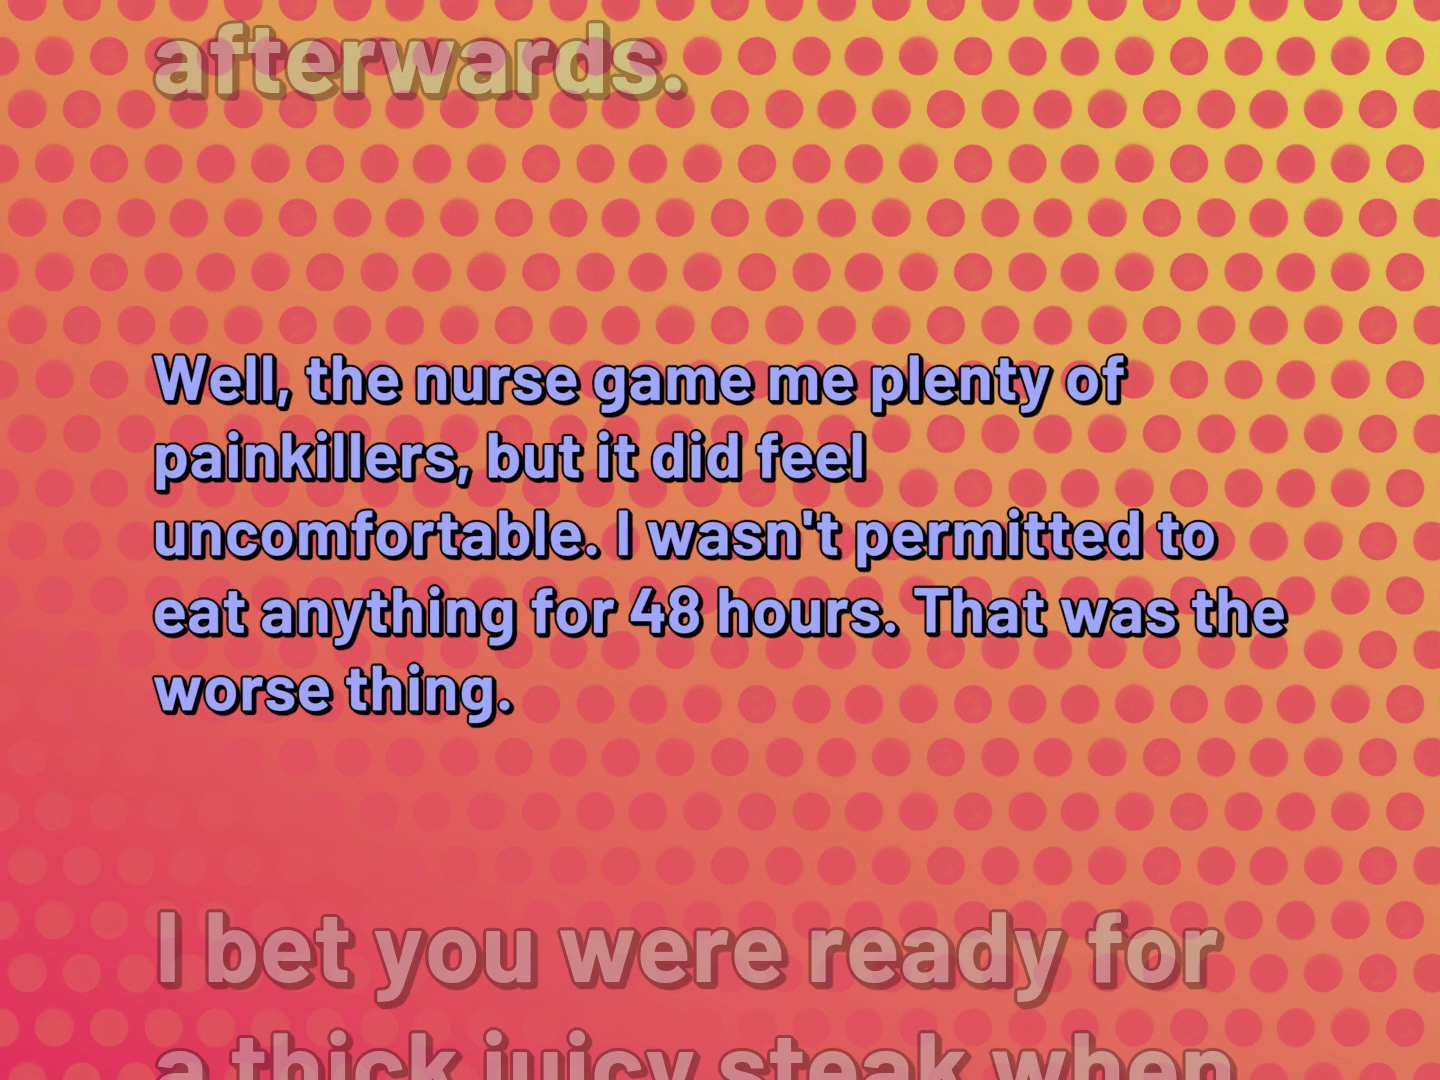 afterwards.
Well, the nurse game me plenty of
painkillers, but it did feel
uncomfortable. I wasn't permitted to
eat anything for 48 hours. That was the
worse thing.
I bet you were ready for
a thick juicy steak when